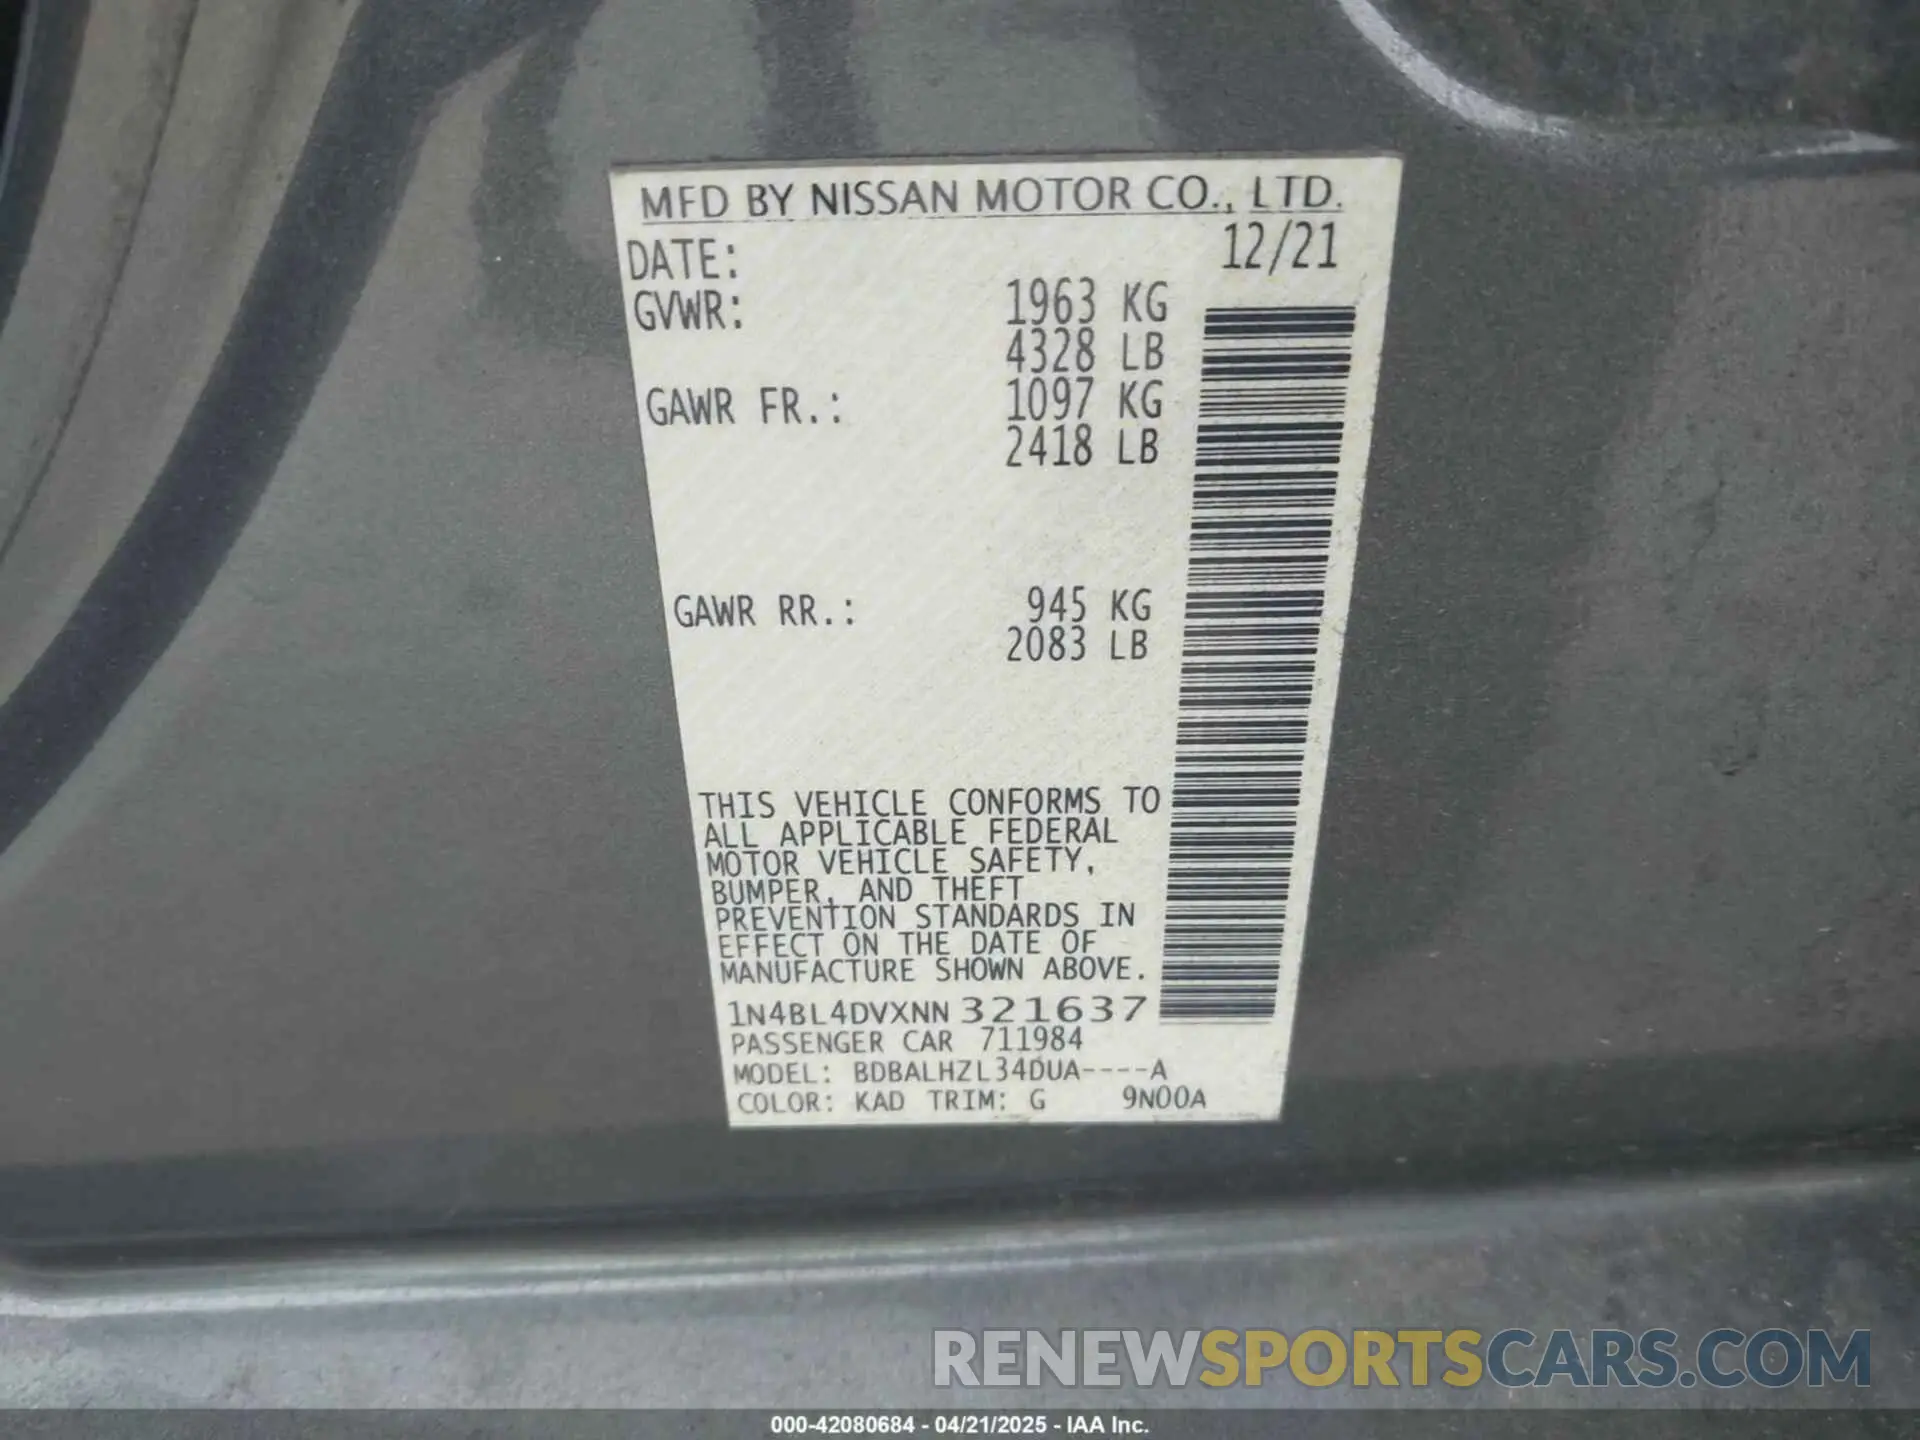 MFD BY NISSAN MOTOR CO., LTD.
DATE: 12/21
GVWR: 1963 KG
4328 LB
GAWR FR.: 1097 KG
2418 LB
GAWR RR.: 945 KG
2083 LB
THIS VEHICLE CONFORMS TO
ALL APPLICABLE FEDERAL
MOTOR VEHICLE SAFETY,
BUMPER, AND THEFT
PREVENTION STANDARDS IN
EFFECT ON THE DATE OF
MANUFACTURE SHOWN ABOVE.
1N4BL4DVXNN321637
PASSENGER CAR 711984
MODEL: BDBALHZL34DUA----A
COLOR: KAD TRIM: G 9N00A
RENEWSPORTSCARS.COM
000-42080684 - 04/21/2025 - IAA Inc.